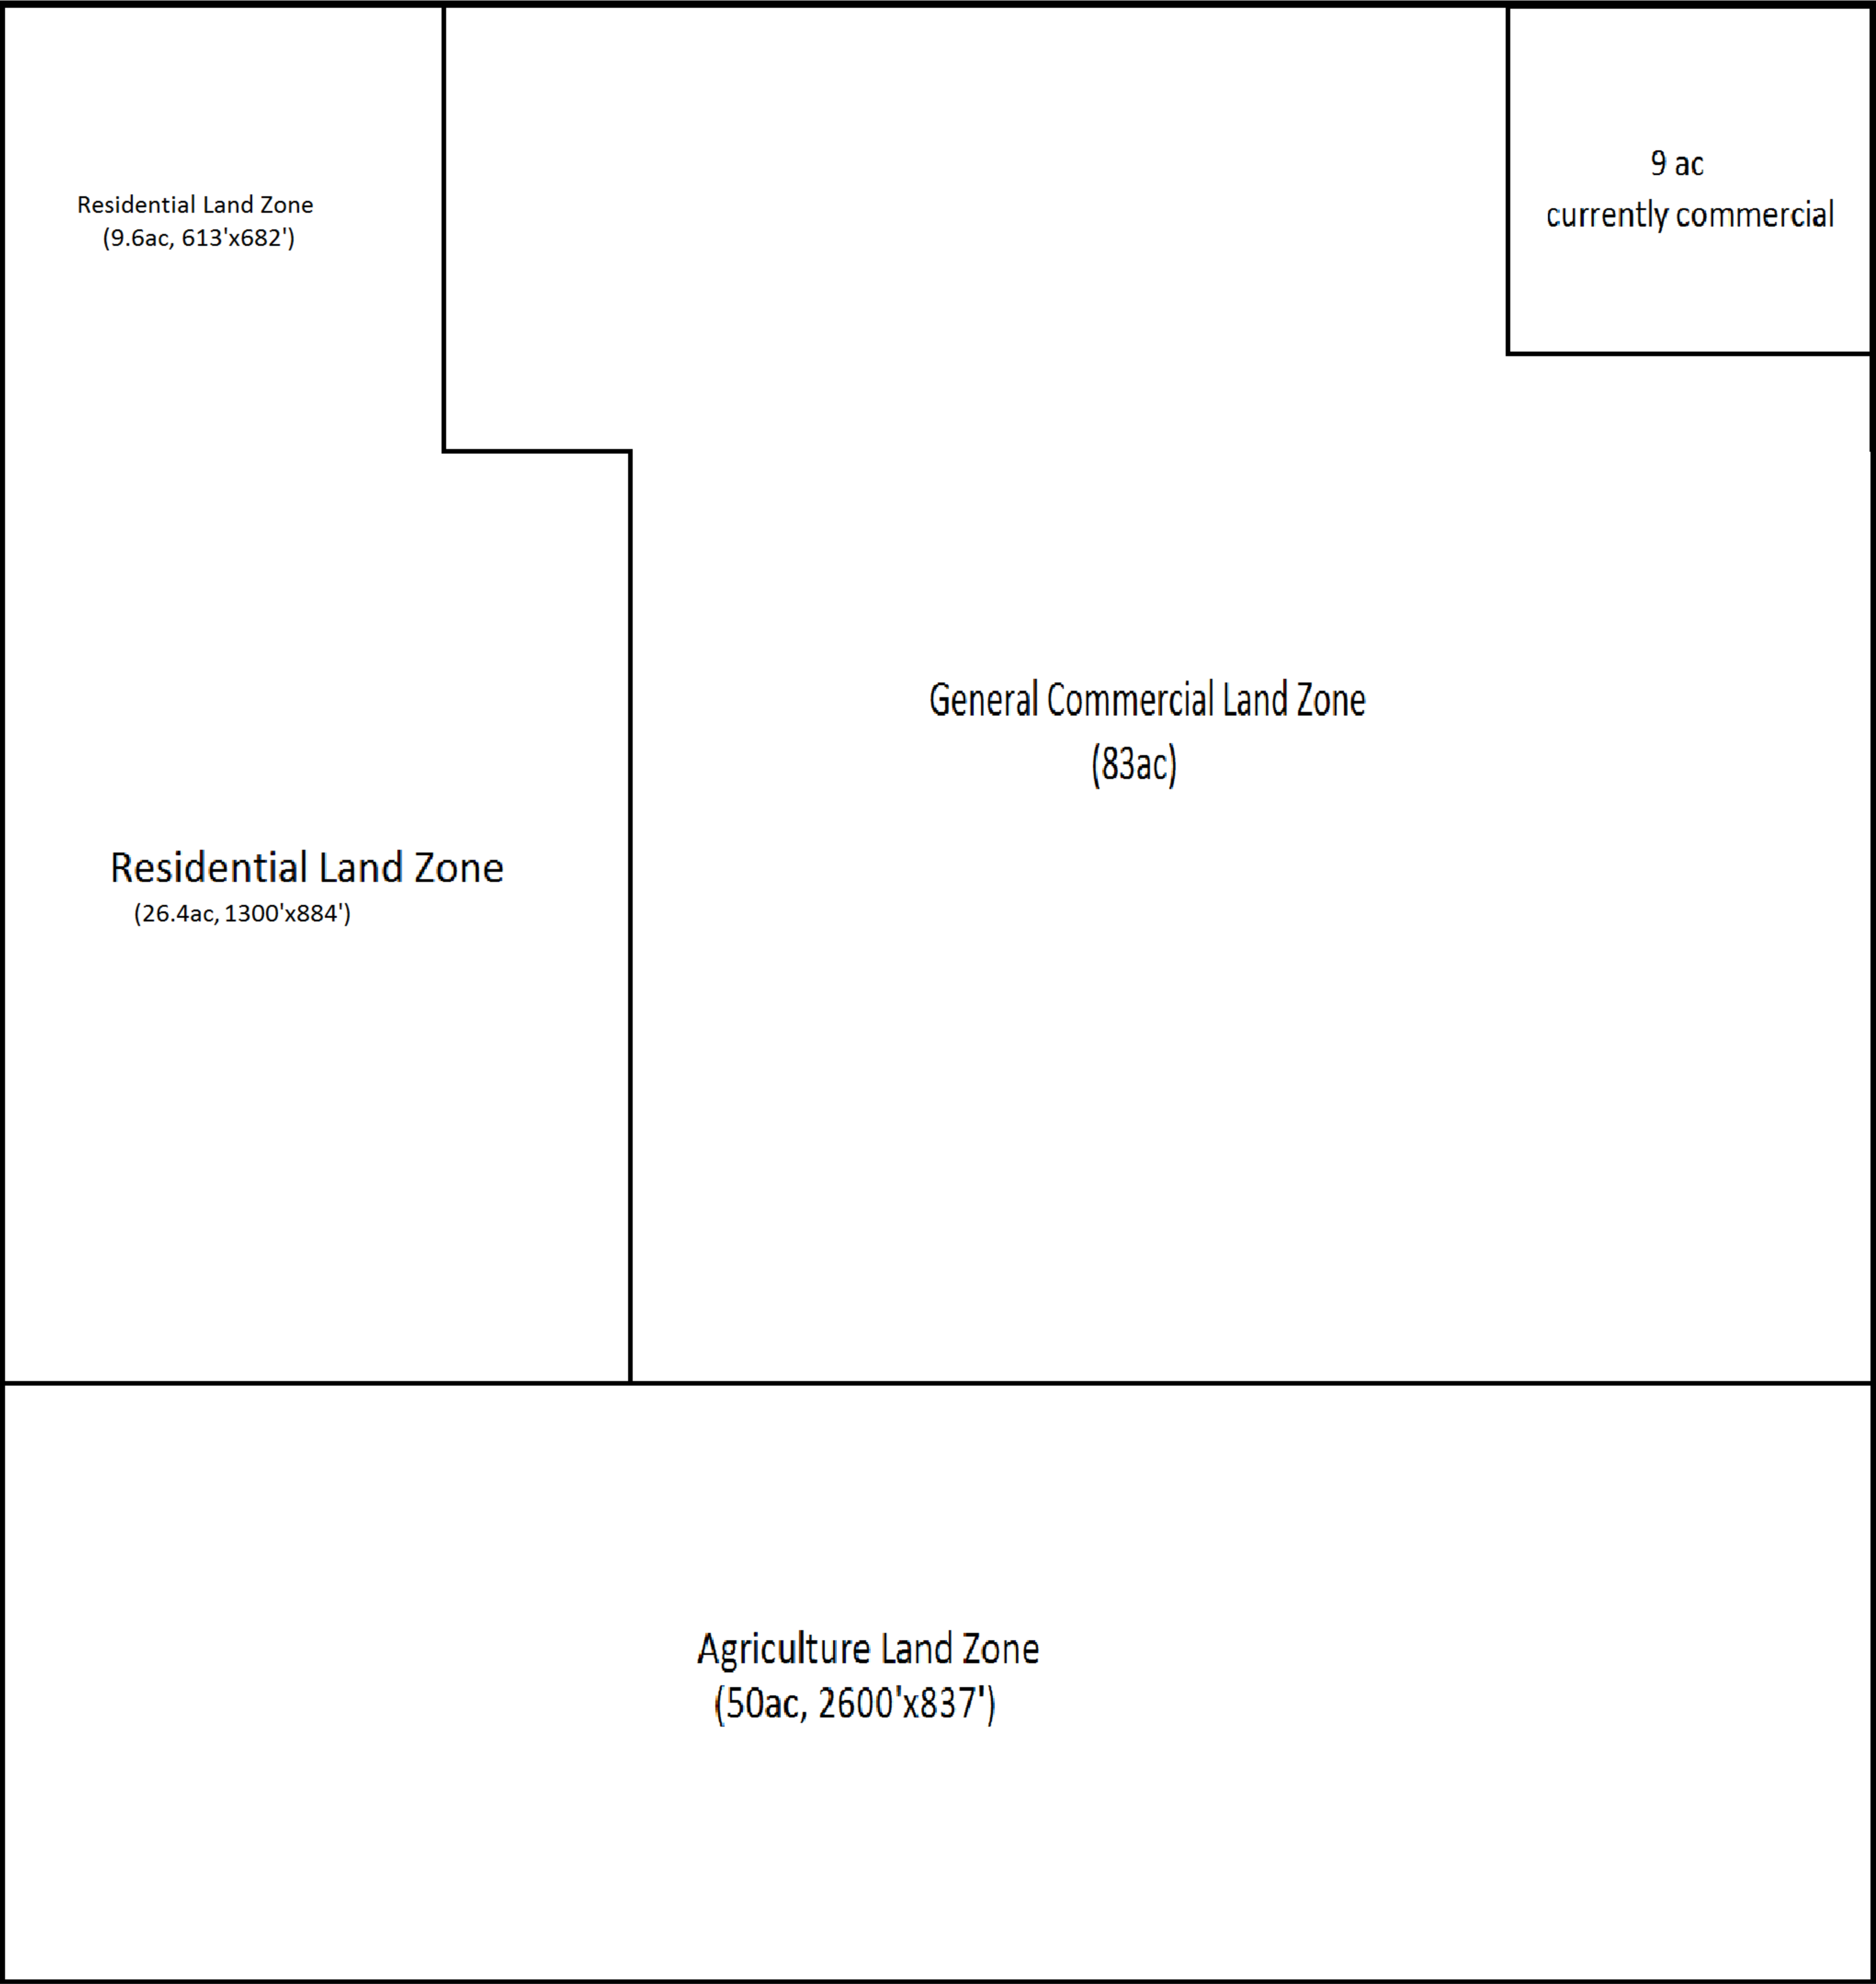 9 ac
currently commercial
Residential Land Zone
(9.6ac, 613'x682')
General Commercial Land Zone
(83ac)
Residential Land Zone
(26.4ac, 1300'x884')
Agriculture Land Zone
(50ac, 2600'x837')